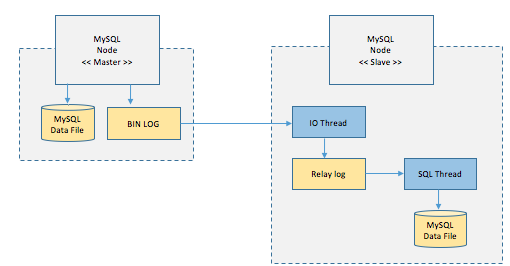 MySQL
Node
<< Master >>
MySQL
Data File
BIN LOG
MySQL
Node
<< Slave >>
IO Thread
Relay log
SQL Thread
MySQL
Data File